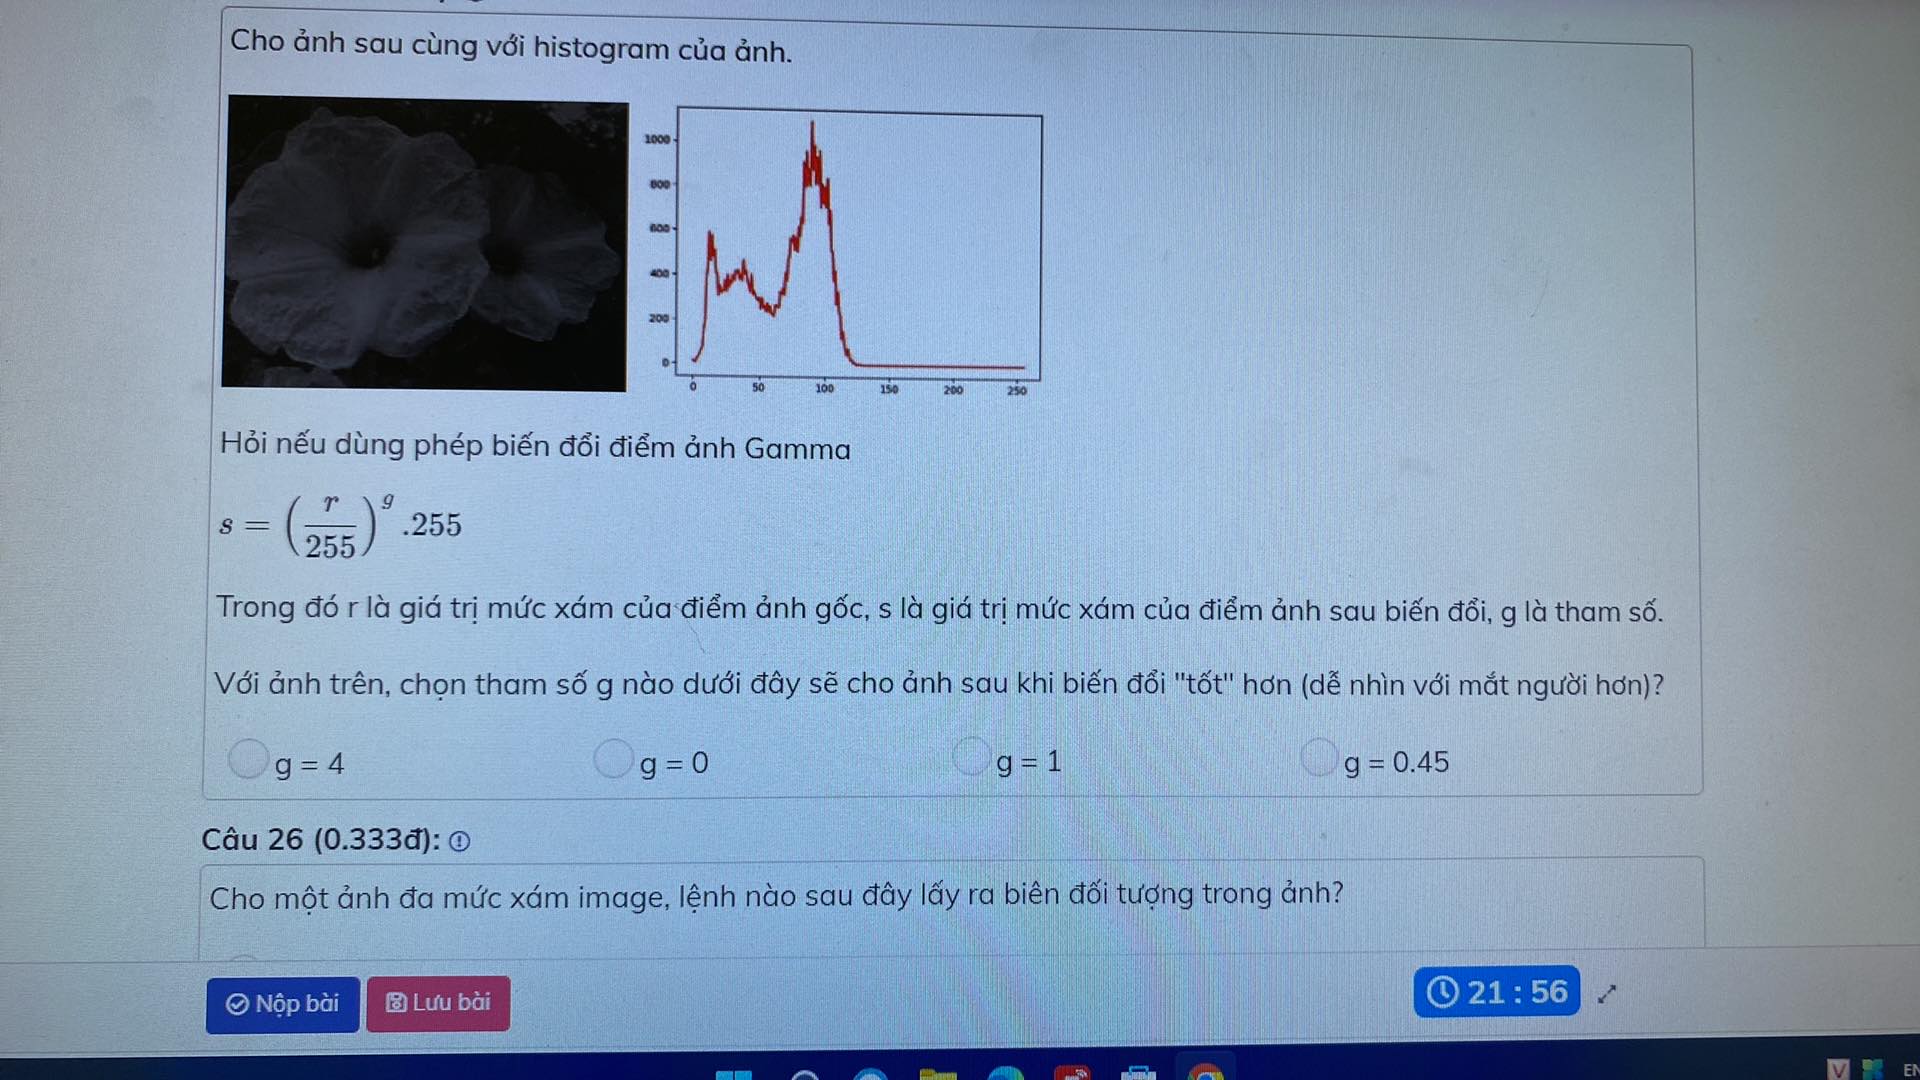 Cho ảnh sau cùng với histogram của ảnh.
1000
800
600
400
200
0
0 50 100 150 200 250
Hỏi nếu dùng phép biến đổi điểm ảnh Gamma
s = (r/255)^g .255
Trong đó r là giá trị mức xám của điểm ảnh gốc, s là giá trị mức xám của điểm ảnh sau biến đổi, g là tham số.
Với ảnh trên, chọn tham số g nào dưới đây sẽ cho ảnh sau khi biến đổi "tốt" hơn (dễ nhìn với mắt người hơn)?
g = 4 g = 0 g = 1 g = 0.45
Câu 26 (0.333đ):
Cho một ảnh đa mức xám image, lệnh nào sau đây lấy ra biên đối tượng trong ảnh?
Nộp bài Lưu bài 21 : 56
V